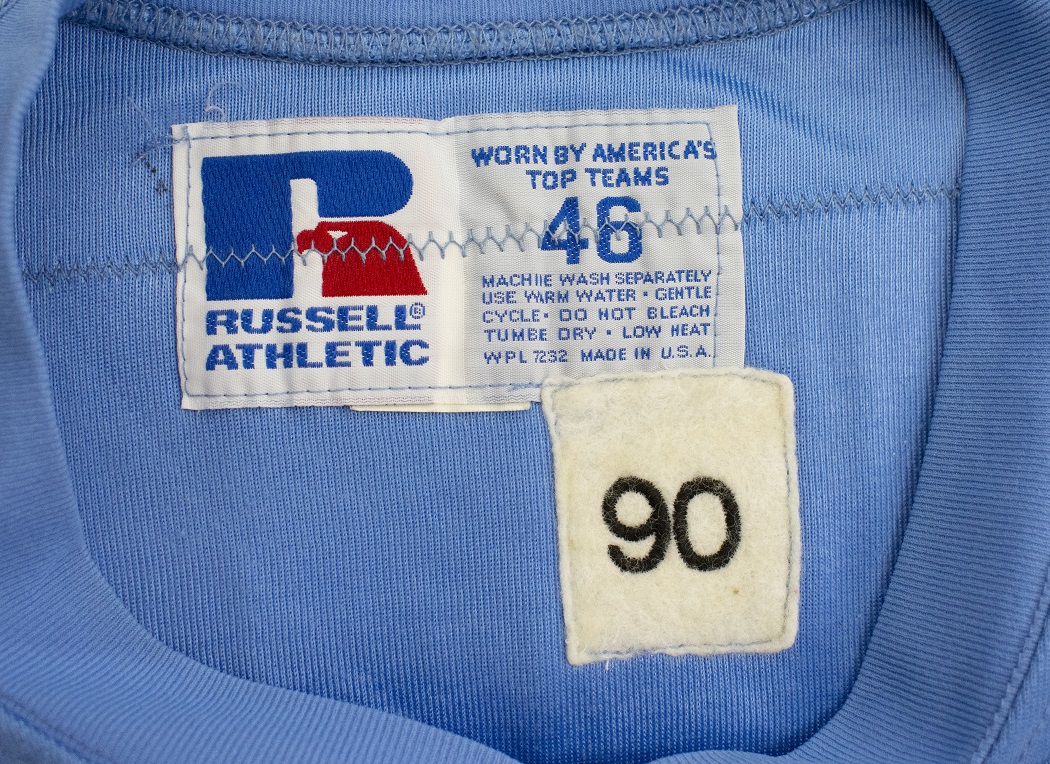 RUSSELL®
ATHLETIC
WORN BY AMERICA'S
TOP TEAMS
46
MACHIIE WASH SEPARATELY
USE WARM WATER · GENTLE
CYCLE · DO NOT BLEACH
TUMBE DRY · LOW HEAT
WPL 7232 MADE IN U.S.A.
90